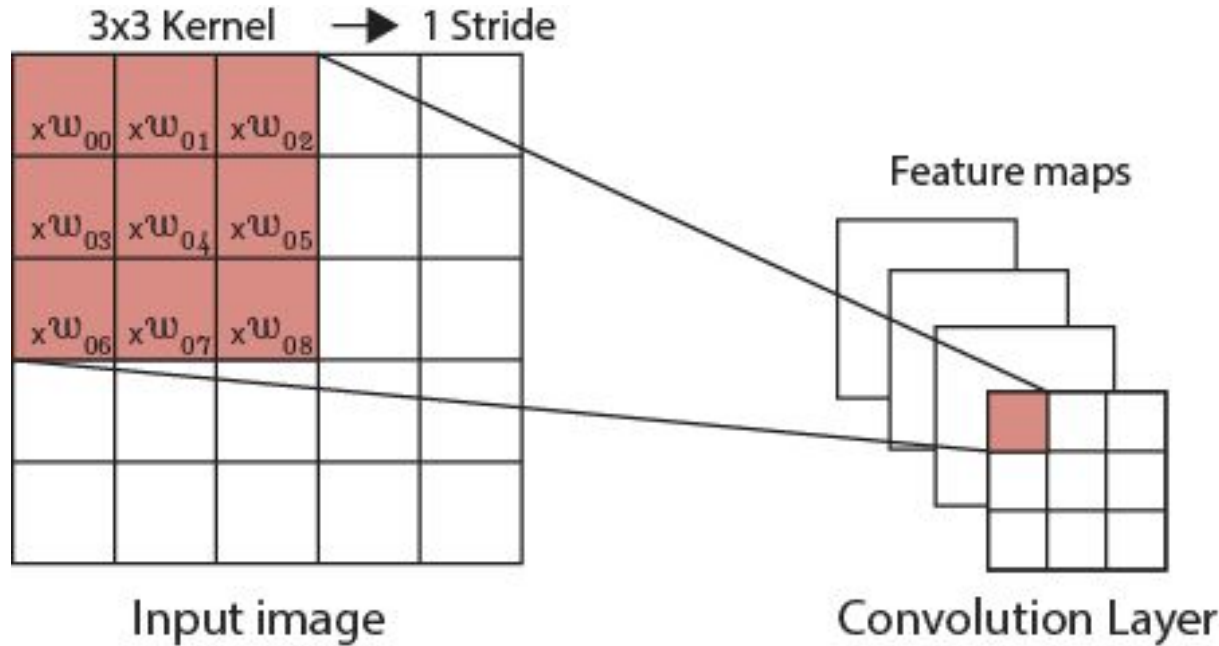 3x3 Kernel → 1 Stride
xw₀₀ xw₀₁ xw₀₂
xw₀₃ xw₀₄ xw₀₅
xw₀₆ xw₀₇ xw₀₈
Feature maps
Input image
Convolution Layer